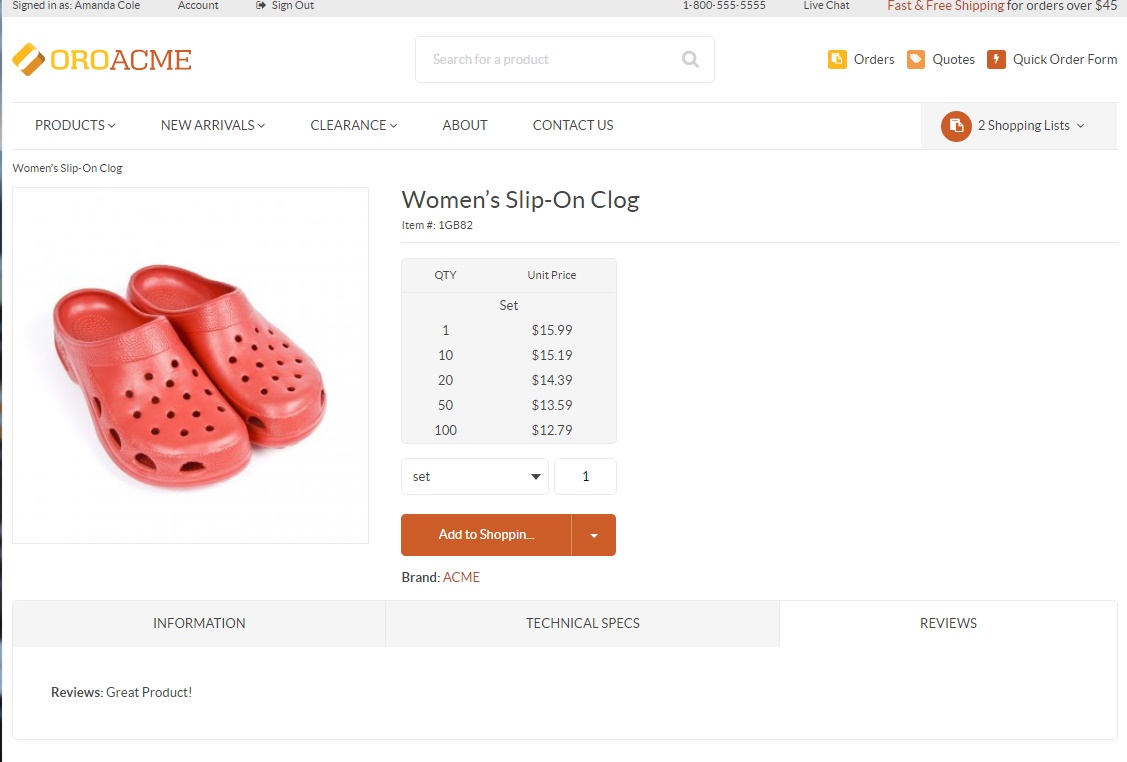 Signed in as: Amanda Cole Account Sign Out 1-800-555-5555 Live Chat Fast & Free Shipping for orders over $45
OROACME Search for a product Orders Quotes Quick Order Form
PRODUCTS NEW ARRIVALS CLEARANCE ABOUT CONTACT US 2 Shopping Lists
Women's Slip-On Clog
Women’s Slip-On Clog
Item #: 1GB82
QTY Unit Price
Set
1 $15.99
10 $15.19
20 $14.39
50 $13.59
100 $12.79
set 1
Add to Shoppin...
Brand: ACME
INFORMATION TECHNICAL SPECS REVIEWS
Reviews: Great Product!